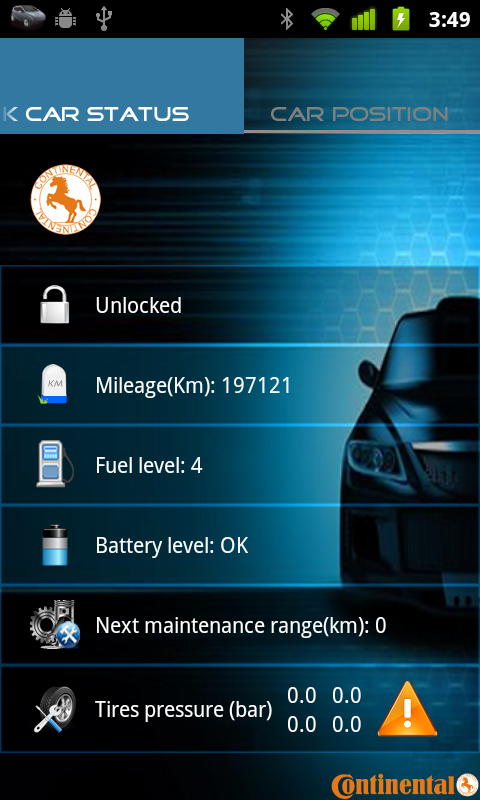 3:49
K CAR STATUS
CAR POSITION
CONTINENTAL
CONTINENTAL
Unlocked
KM
Mileage(Km): 197121
Fuel level: 4
Battery level: OK
Next maintenance range(km): 0
Tires pressure (bar)
0.0 0.0
0.0 0.0
Continental